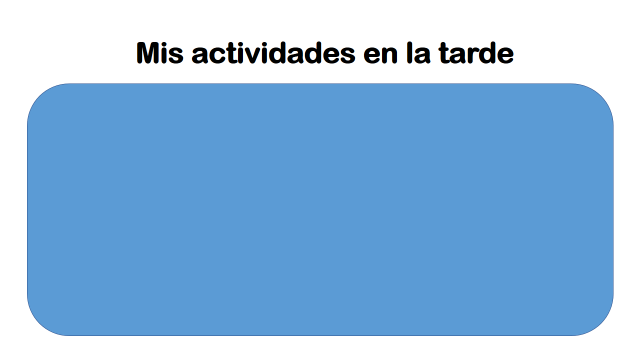 Mis actividades en la tarde